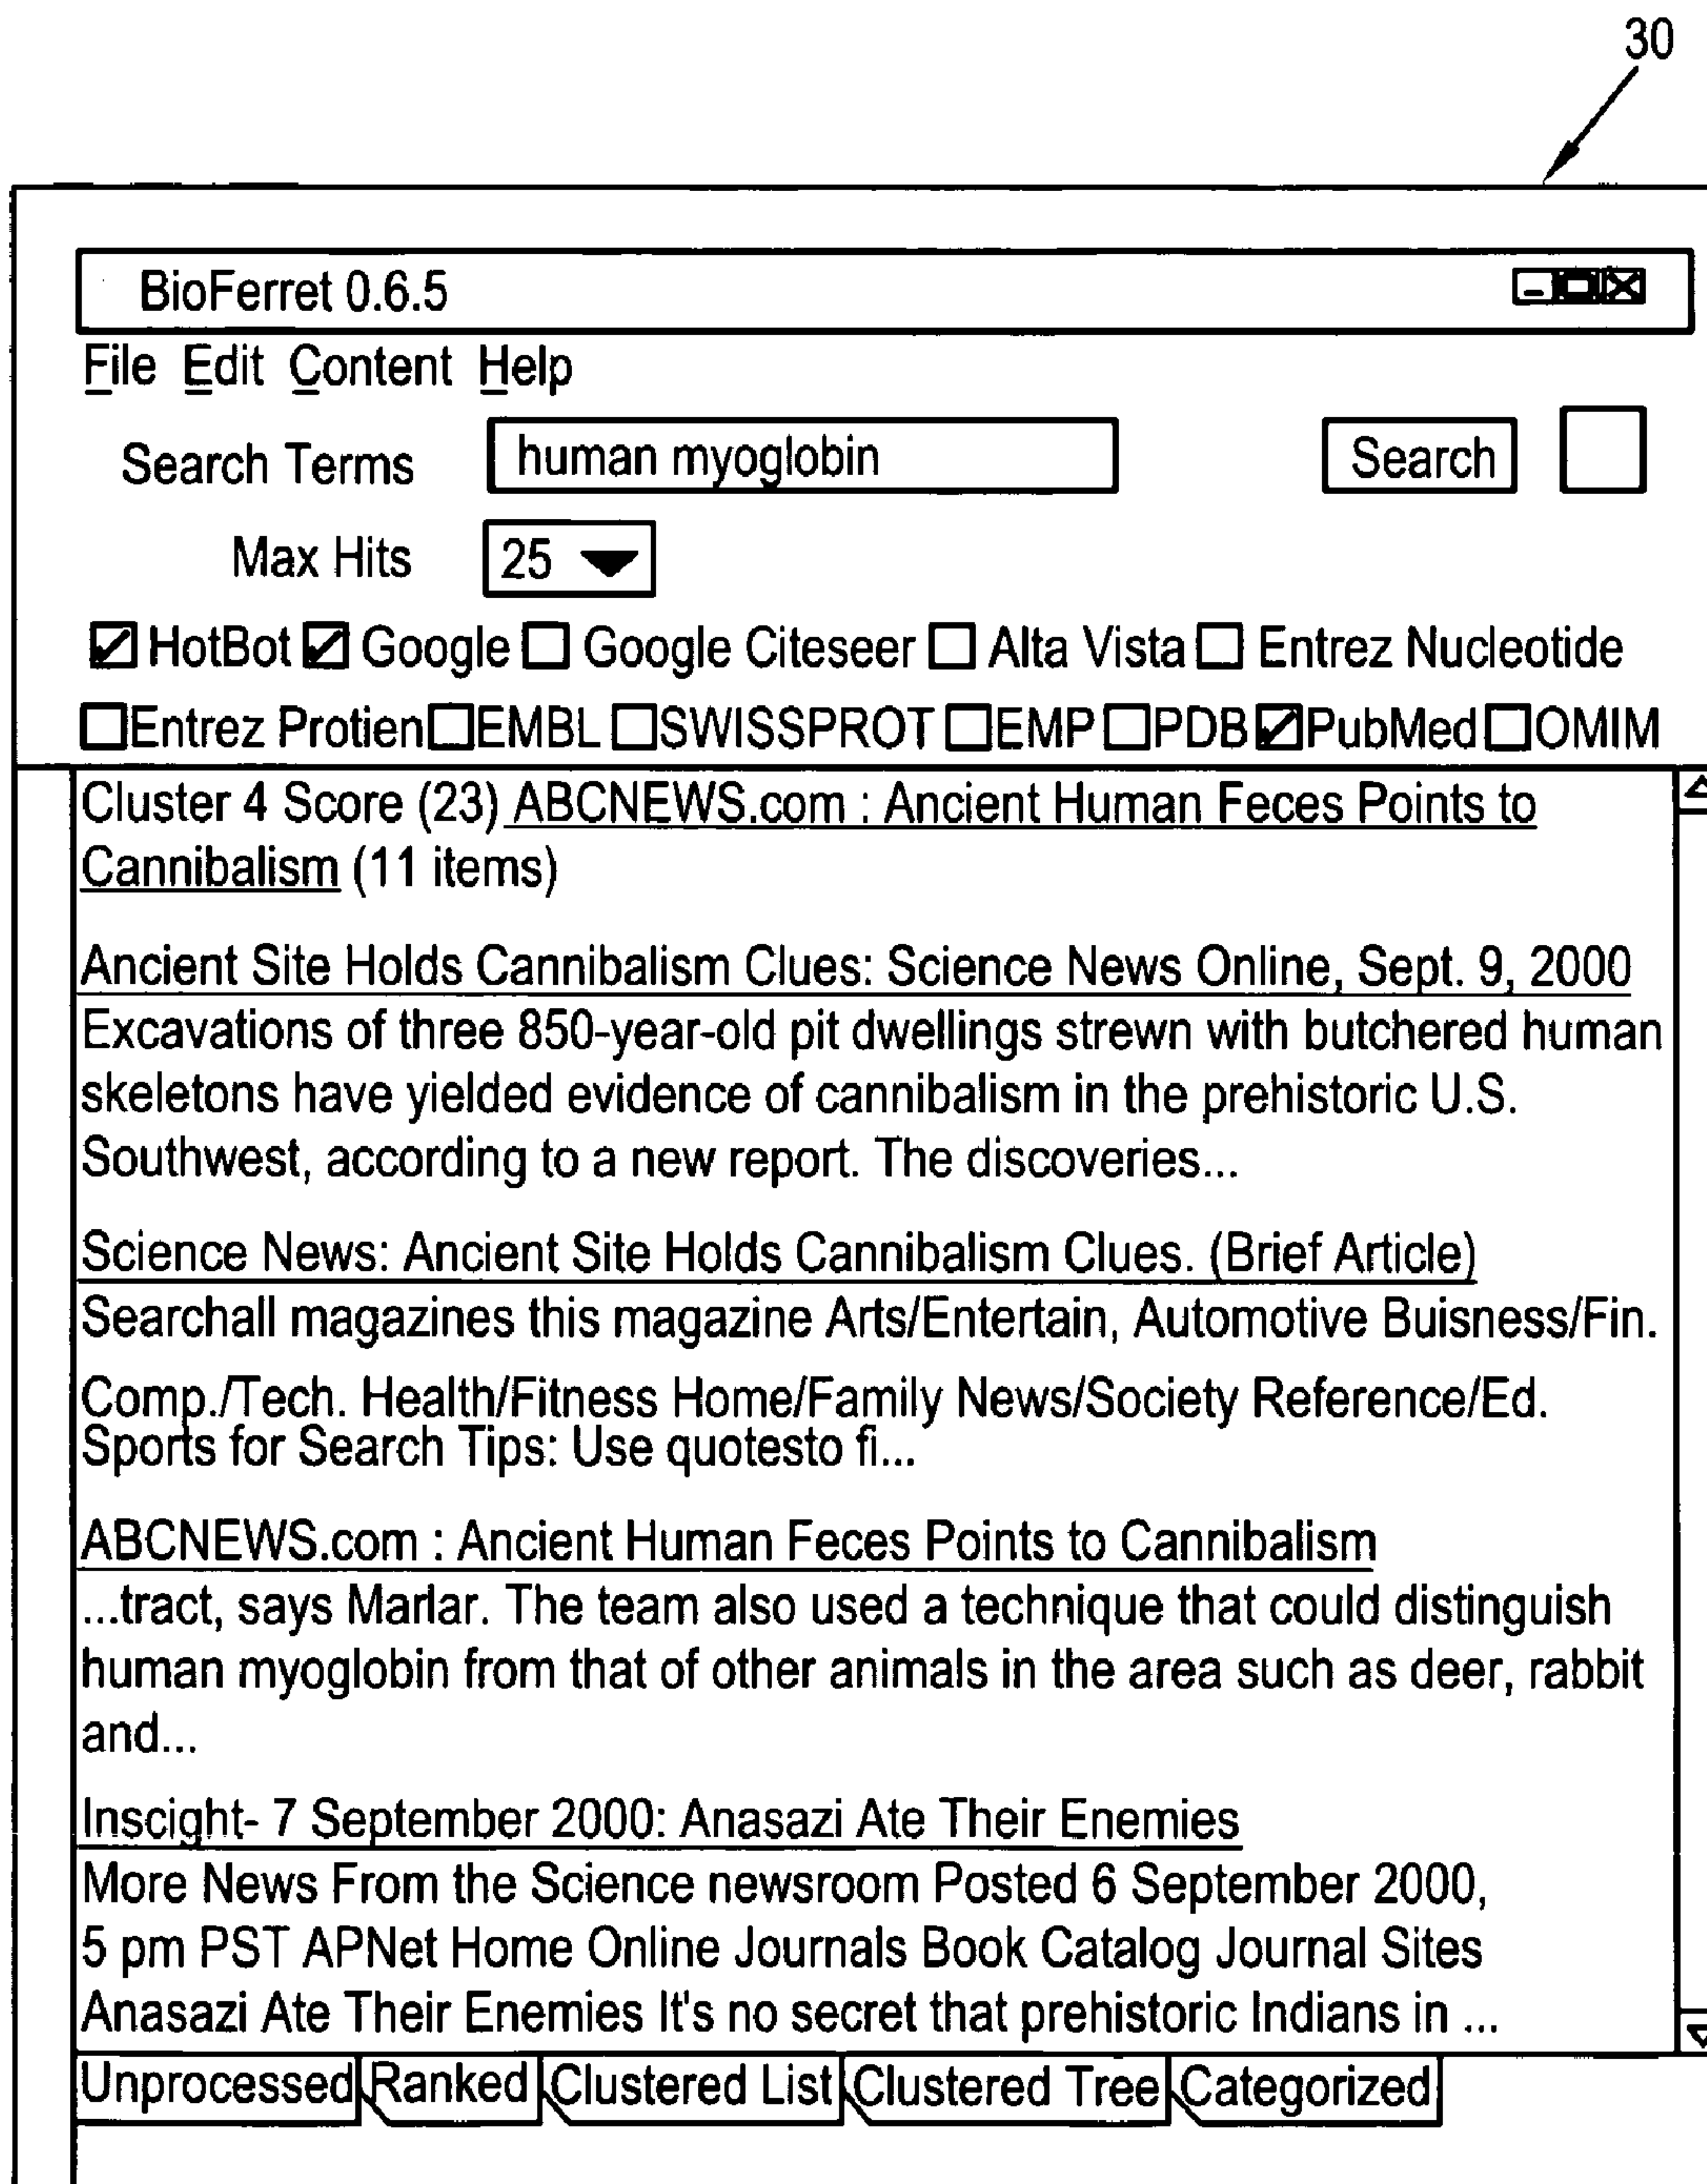 30
BioFerret 0.6.5
File Edit Content Help
Search Terms human myoglobin Search
Max Hits 25
HotBot Google Google Citeseer Alta Vista Entrez Nucleotide
Entrez Protien EMBL SWISSPROT EMP PDB PubMed OMIM
Cluster 4 Score (23) ABCNEWS.com : Ancient Human Feces Points to
Cannibalism (11 items)
Ancient Site Holds Cannibalism Clues: Science News Online, Sept. 9, 2000
Excavations of three 850-year-old pit dwellings strewn with butchered human
skeletons have yielded evidence of cannibalism in the prehistoric U.S.
Southwest, according to a new report. The discoveries...
Science News: Ancient Site Holds Cannibalism Clues. (Brief Article)
Searchall magazines this magazine Arts/Entertain, Automotive Buisness/Fin.
Comp./Tech. Health/Fitness Home/Family News/Society Reference/Ed.
Sports for Search Tips: Use quotesto fi...
ABCNEWS.com : Ancient Human Feces Points to Cannibalism
...tract, says Marlar. The team also used a technique that could distinguish
human myoglobin from that of other animals in the area such as deer, rabbit
and...
Inscight- 7 September 2000: Anasazi Ate Their Enemies
More News From the Science newsroom Posted 6 September 2000,
5 pm PST APNet Home Online Journals Book Catalog Journal Sites
Anasazi Ate Their Enemies It's no secret that prehistoric Indians in ...
Unprocessed Ranked Clustered List Clustered Tree Categorized